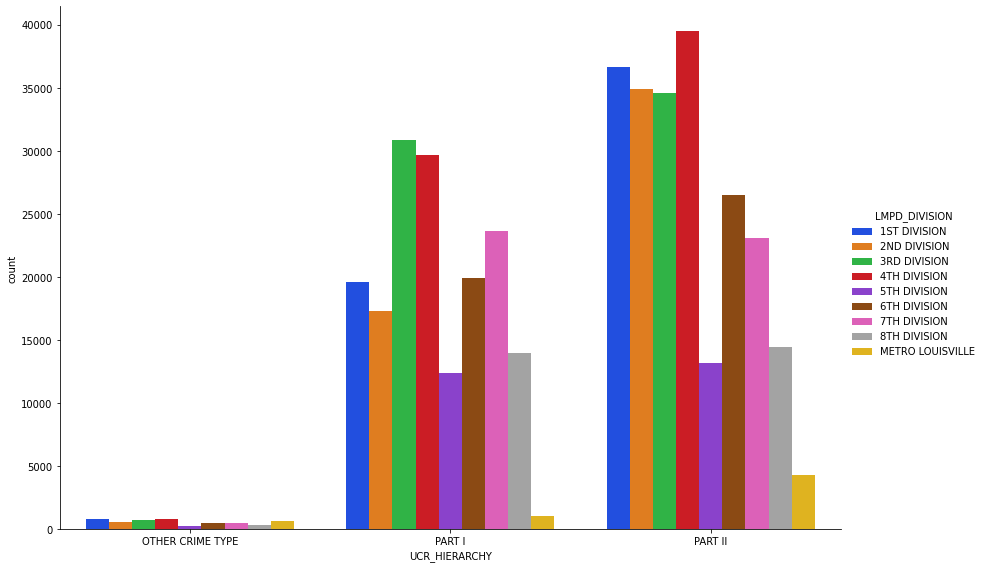 40000
35000
30000
25000
20000
15000
10000
5000
0
count
OTHER CRIME TYPE
PART I
PART II
UCR_HIERARCHY
LMPD_DIVISION
1ST DIVISION
2ND DIVISION
3RD DIVISION
4TH DIVISION
5TH DIVISION
6TH DIVISION
7TH DIVISION
8TH DIVISION
METRO LOUISVILLE